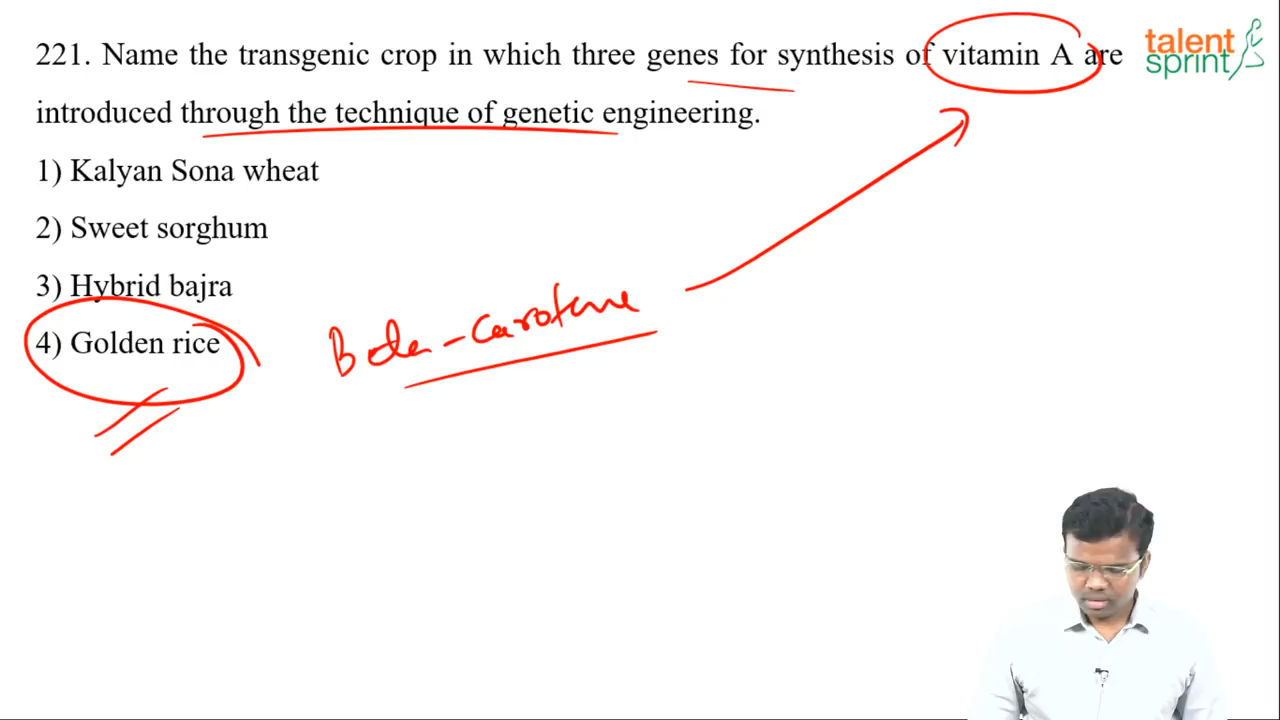 221. Name the transgenic crop in which three genes for synthesis of vitamin A are
introduced through the technique of genetic engineering.
1) Kalyan Sona wheat
2) Sweet sorghum
3) Hybrid bajra
4) Golden rice
Beta-carotene
talent
sprint